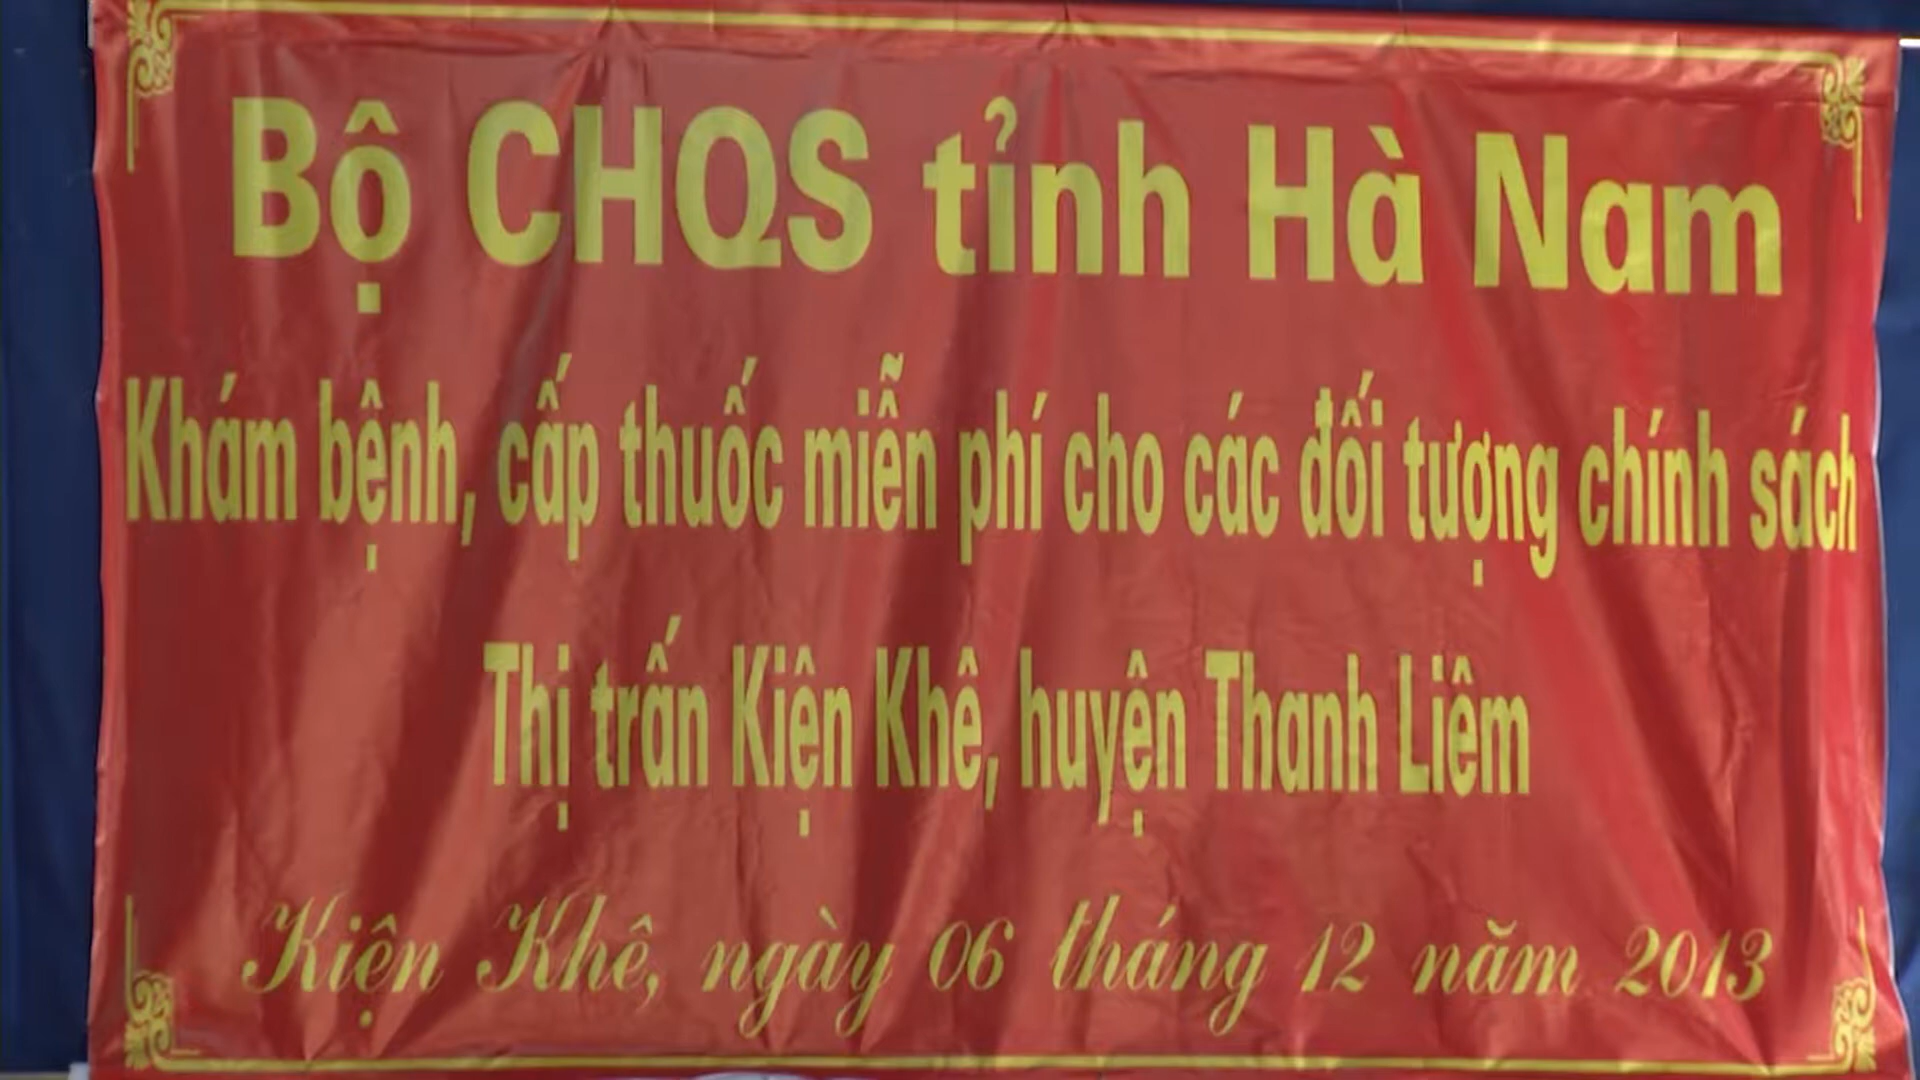 Bộ CHQS tỉnh Hà Nam
Khám bệnh, cấp thuốc miễn phí cho các đối tượng chính sách
Thị trấn Kiện Khê, huyện Thanh Liêm
Kiện Khê, ngày 06 tháng 12 năm 2013